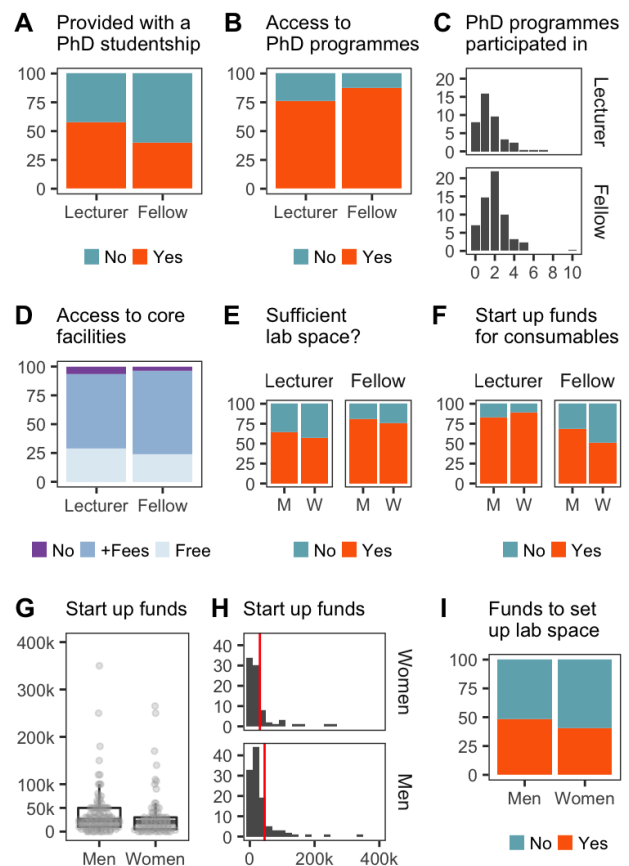 A Provided with a PhD studentship
100
75
50
25
0
Lecturer Fellow
No Yes
B Access to PhD programmes
100
75
50
25
0
Lecturer Fellow
No Yes
C PhD programmes participated in
20
15
10
5
0
Lecturer
20
15
10
5
0
Fellow
0 2 4 6 8 10
D Access to core facilities
100
75
50
25
0
Lecturer Fellow
No +Fees Free
E Sufficient lab space?
Lecturer Fellow
100
75
50
25
0
M W M W
No Yes
F Start up funds for consumables
Lecturer Fellow
100
75
50
25
0
M W M W
No Yes
G Start up funds
400k
300k
200k
100k
50k
0
Men Women
H Start up funds
40
30
20
10
0
Women
40
30
20
10
0
Men
0 200k 400k
I Funds to set up lab space
100
75
50
25
0
Men Women
No Yes